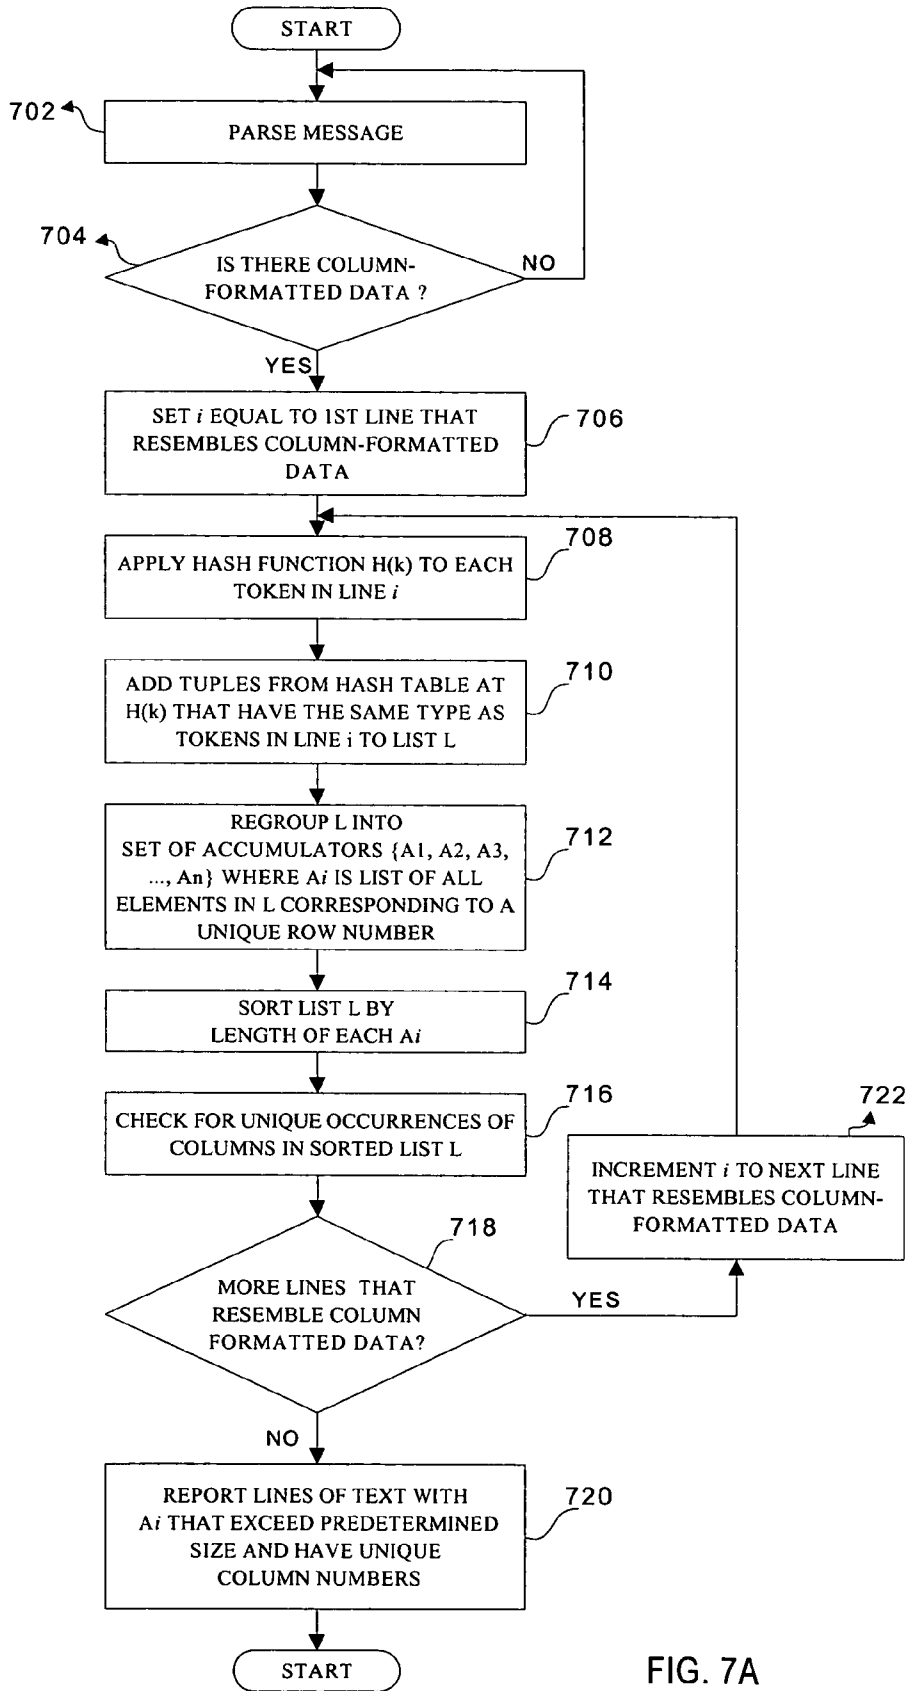 START
702
PARSE MESSAGE
704
IS THERE COLUMN-
FORMATTED DATA ?
NO
YES
SET i EQUAL TO 1ST LINE THAT
RESEMBLES COLUMN-FORMATTED
DATA
706
708
APPLY HASH FUNCTION H(k) TO EACH
TOKEN IN LINE i
710
ADD TUPLES FROM HASH TABLE AT
H(k) THAT HAVE THE SAME TYPE AS
TOKENS IN LINE i TO LIST L
712
REGROUP L INTO
SET OF ACCUMULATORS {A1, A2, A3,
..., An} WHERE Ai IS LIST OF ALL
ELEMENTS IN L CORRESPONDING TO A
UNIQUE ROW NUMBER
714
SORT LIST L BY
LENGTH OF EACH Ai
716
CHECK FOR UNIQUE OCCURRENCES OF
COLUMNS IN SORTED LIST L
722
INCREMENT i TO NEXT LINE
THAT RESEMBLES COLUMN-
FORMATTED DATA
718
MORE LINES THAT
RESEMBLE COLUMN
FORMATTED DATA?
YES
NO
720
REPORT LINES OF TEXT WITH
Ai THAT EXCEED PREDETERMINED
SIZE AND HAVE UNIQUE
COLUMN NUMBERS
START
FIG. 7A